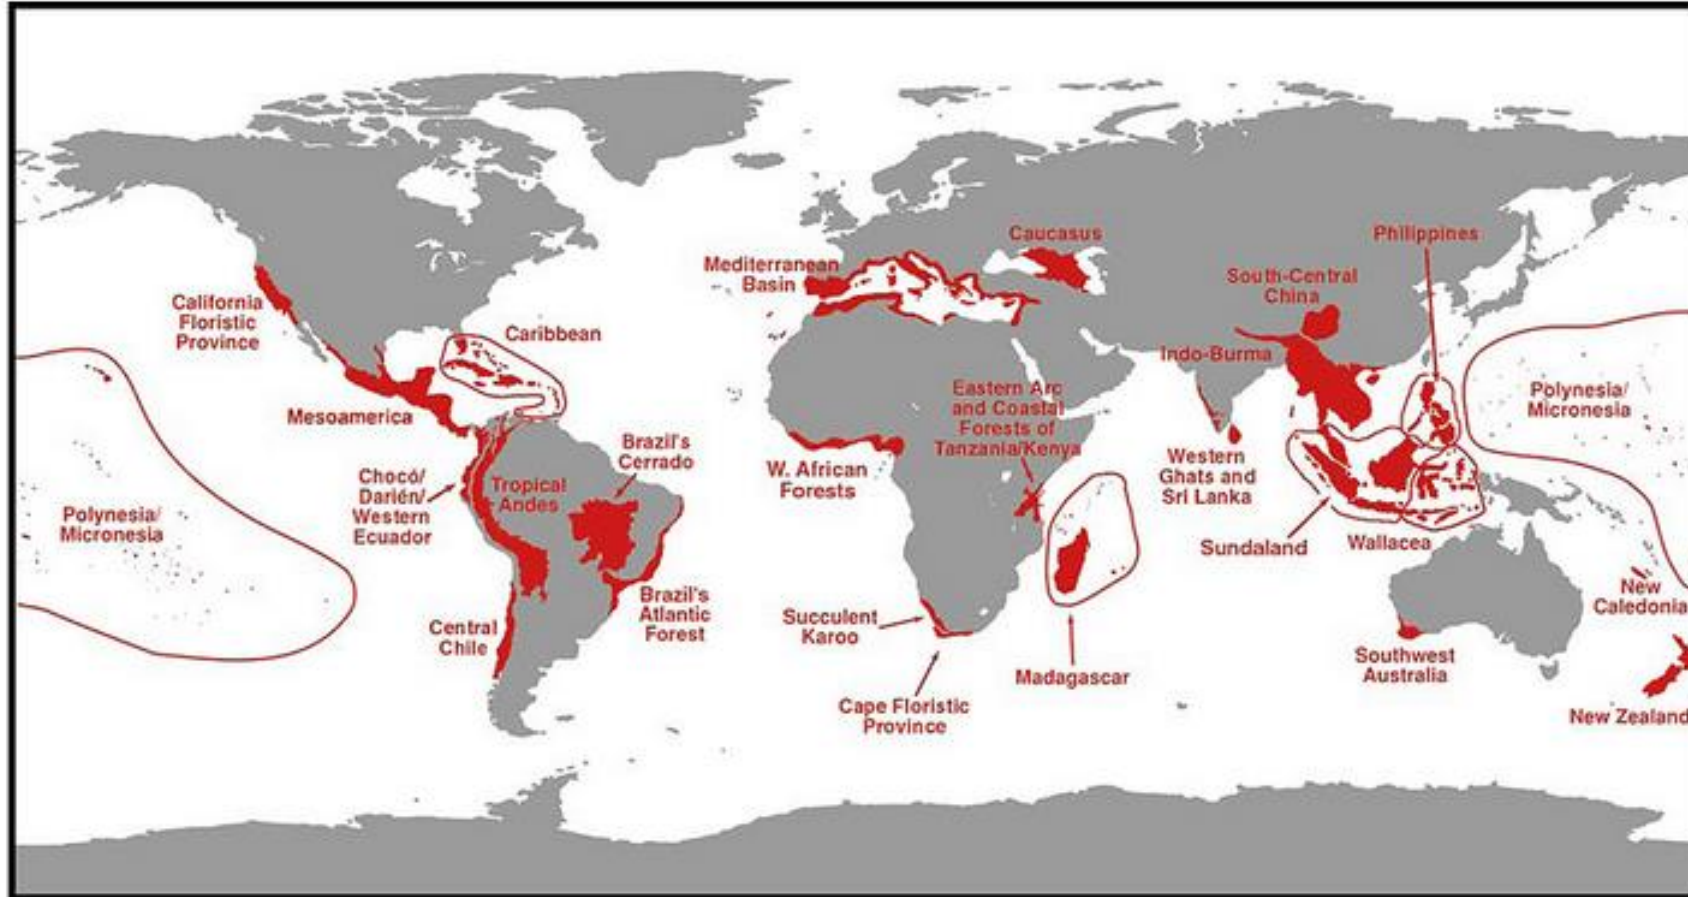 California
Floristic
Province
Caribbean
Mesoamerica
Polynesia/
Micronesia
Chocó/
Darién/
Western
Ecuador
Tropical
Andes
Brazil's
Cerrado
Central
Chile
Brazil's
Atlantic
Forest
Mediterranean
Basin
Caucasus
W. African
Forests
Eastern Arc
and Coastal
Forests of
Tanzania/Kenya
Succulent
Karoo
Cape Floristic
Province
Madagascar
Philippines
South-Central
China
Indo-Burma
Western
Ghats and
Sri Lanka
Sundaland
Wallacea
Polynesia/
Micronesia
New
Caledonia
Southwest
Australia
New Zealand